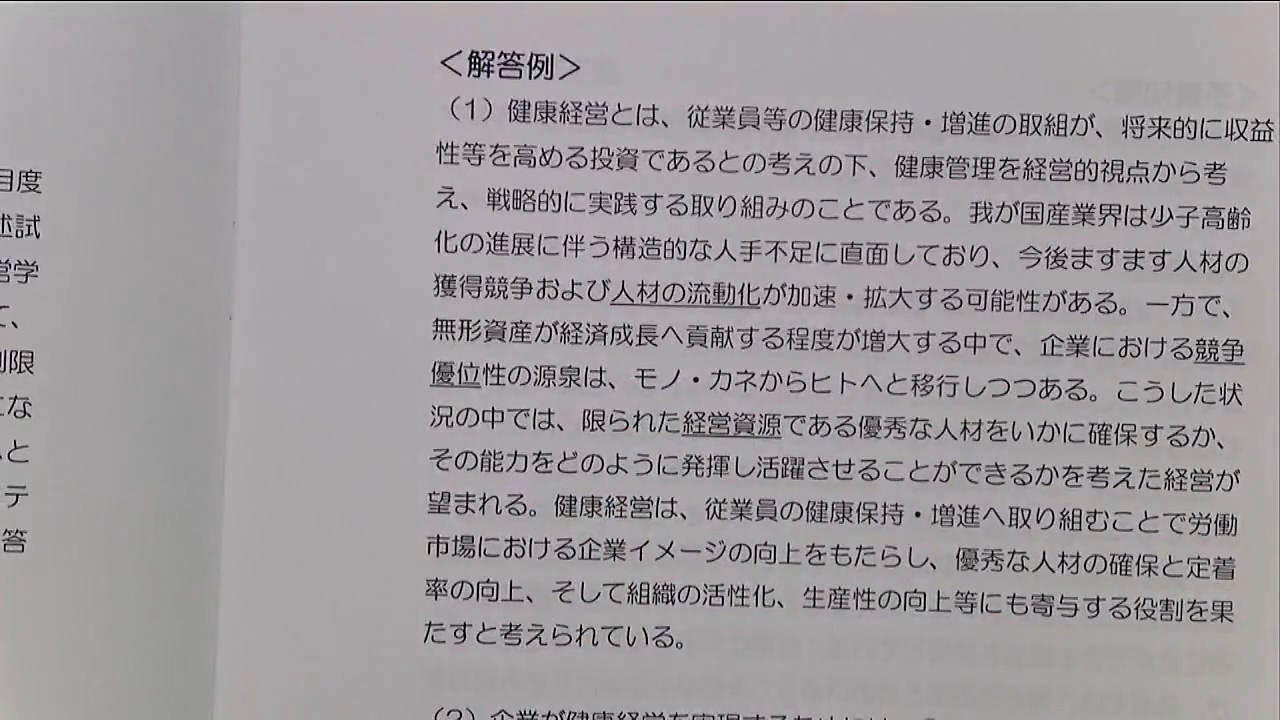 目度
述試
営学
て、
制限
にな
んと
テ
答
＜解答例＞
（1）健康経営とは、従業員等の健康保持・増進の取組が、将来的に収益
性等を高める投資であるとの考えの下、健康管理を経営的視点から考
え、戦略的に実践する取り組みのことである。我が国産業界は少子高齢
化の進展に伴う構造的な人手不足に直面しており、今後ますます人材の
獲得競争および人材の流動化が加速・拡大する可能性がある。一方で、
無形資産が経済成長へ貢献する程度が増大する中で、企業における競争
優位性の源泉は、モノ・カネからヒトへと移行しつつある。こうした状
況の中では、限られた経営資源である優秀な人材をいかに確保するか、
その能力をどのように発揮し活躍させることができるかを考えた経営が
望まれる。健康経営は、従業員の健康保持・増進へ取り組むことで労働
市場における企業イメージの向上をもたらし、優秀な人材の確保と定着
率の向上、そして組織の活性化、生産性の向上等にも寄与する役割を果
たすと考えられている。
（2）企業が健康経営を実現するためには